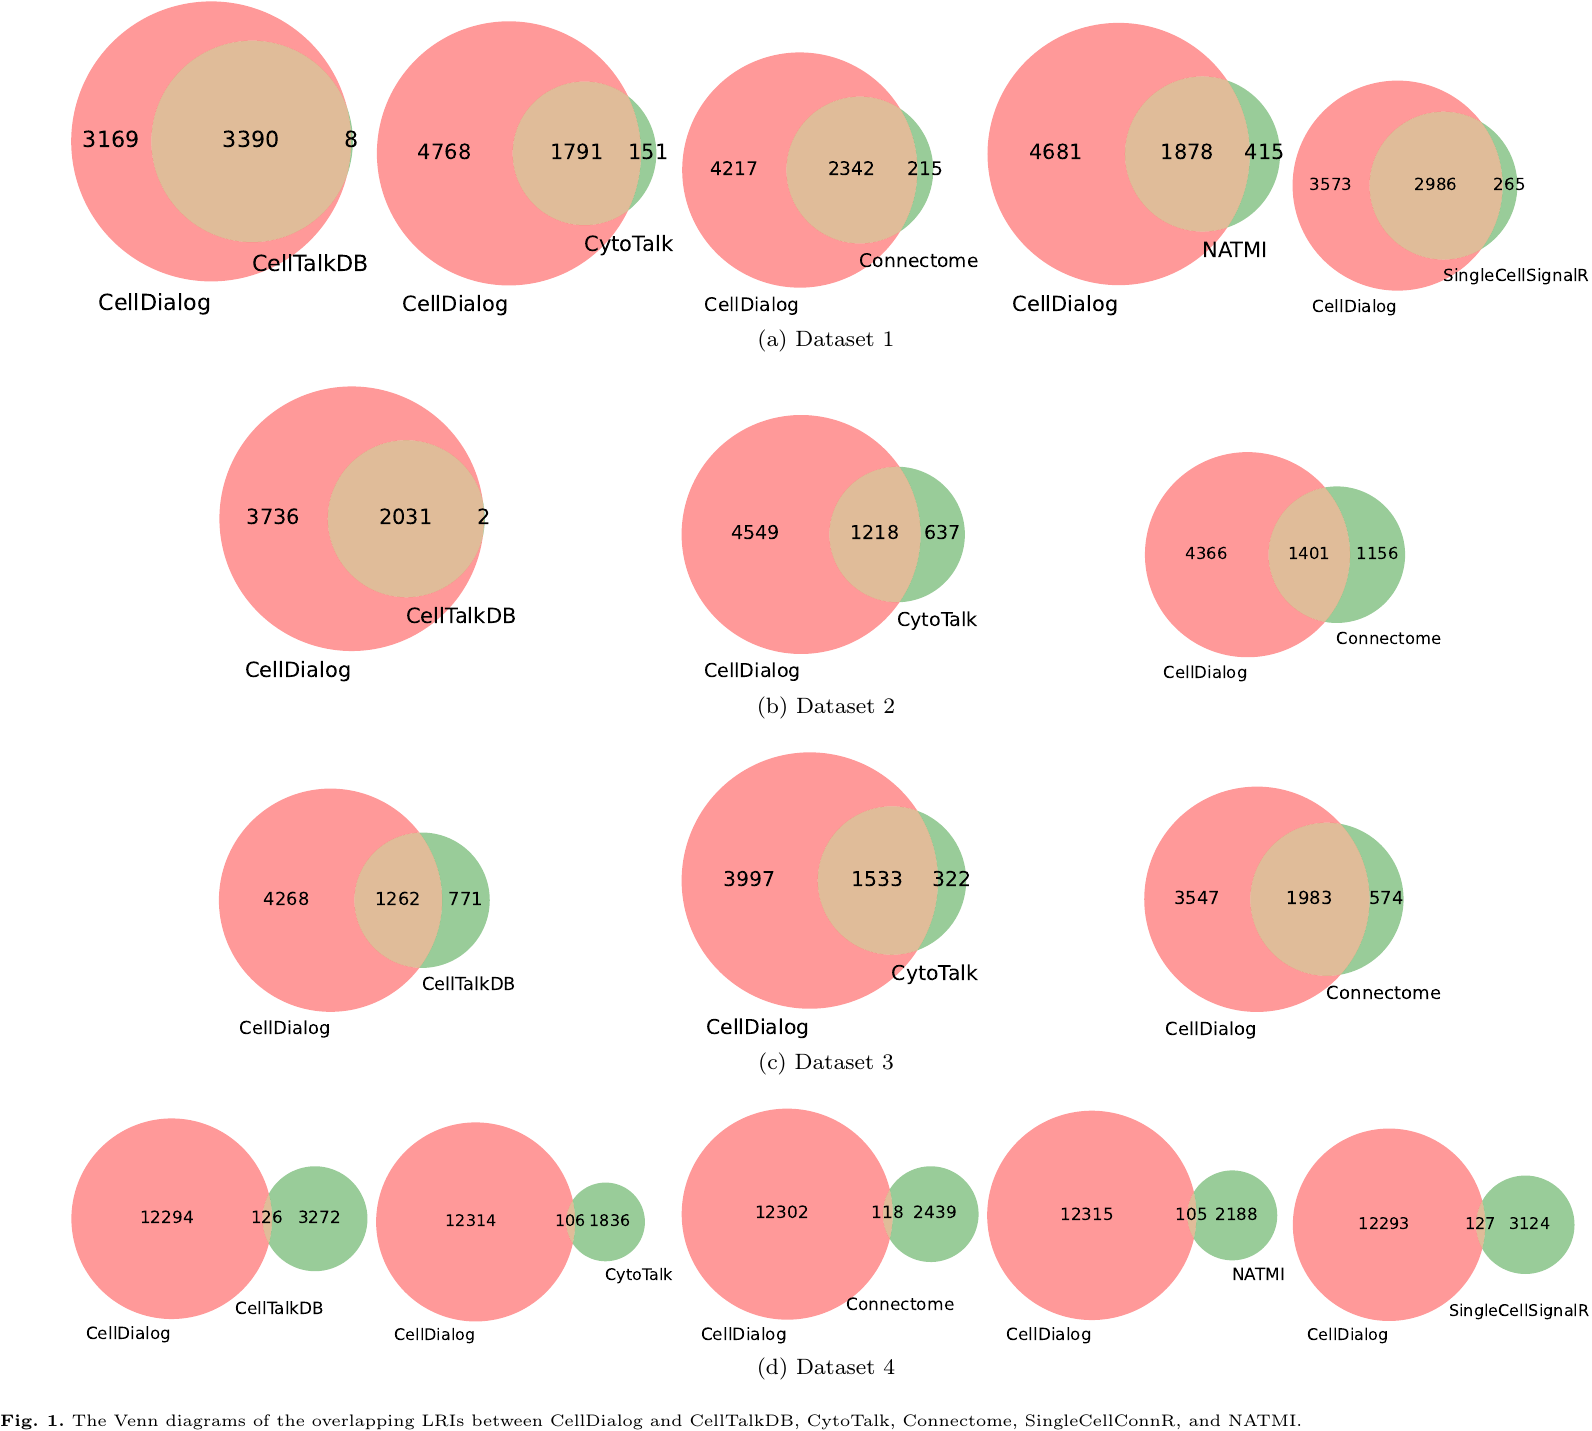 3169 3390 8
CellTalkDB
CellDialog
4768 1791 151
CytoTalk
CellDialog
4217 2342 215
Connectome
CellDialog
4681 1878 415
NATMI
CellDialog
3573 2986 265
SingleCellSignalR
CellDialog
(a) Dataset 1
3736 2031 2
CellTalkDB
CellDialog
4549 1218 637
CytoTalk
CellDialog
4366 1401 1156
Connectome
CellDialog
(b) Dataset 2
4268 1262 771
CellTalkDB
CellDialog
3997 1533 322
CytoTalk
CellDialog
3547 1983 574
Connectome
CellDialog
(c) Dataset 3
12294 126 3272
CellTalkDB
CellDialog
12314 106 1836
CytoTalk
CellDialog
12302 118 2439
Connectome
CellDialog
12315 105 2188
NATMI
CellDialog
12293 127 3124
SingleCellSignalR
CellDialog
(d) Dataset 4
Fig. 1. The Venn diagrams of the overlapping LRIs between CellDialog and CellTalkDB, CytoTalk, Connectome, SingleCellConnR, and NATMI.